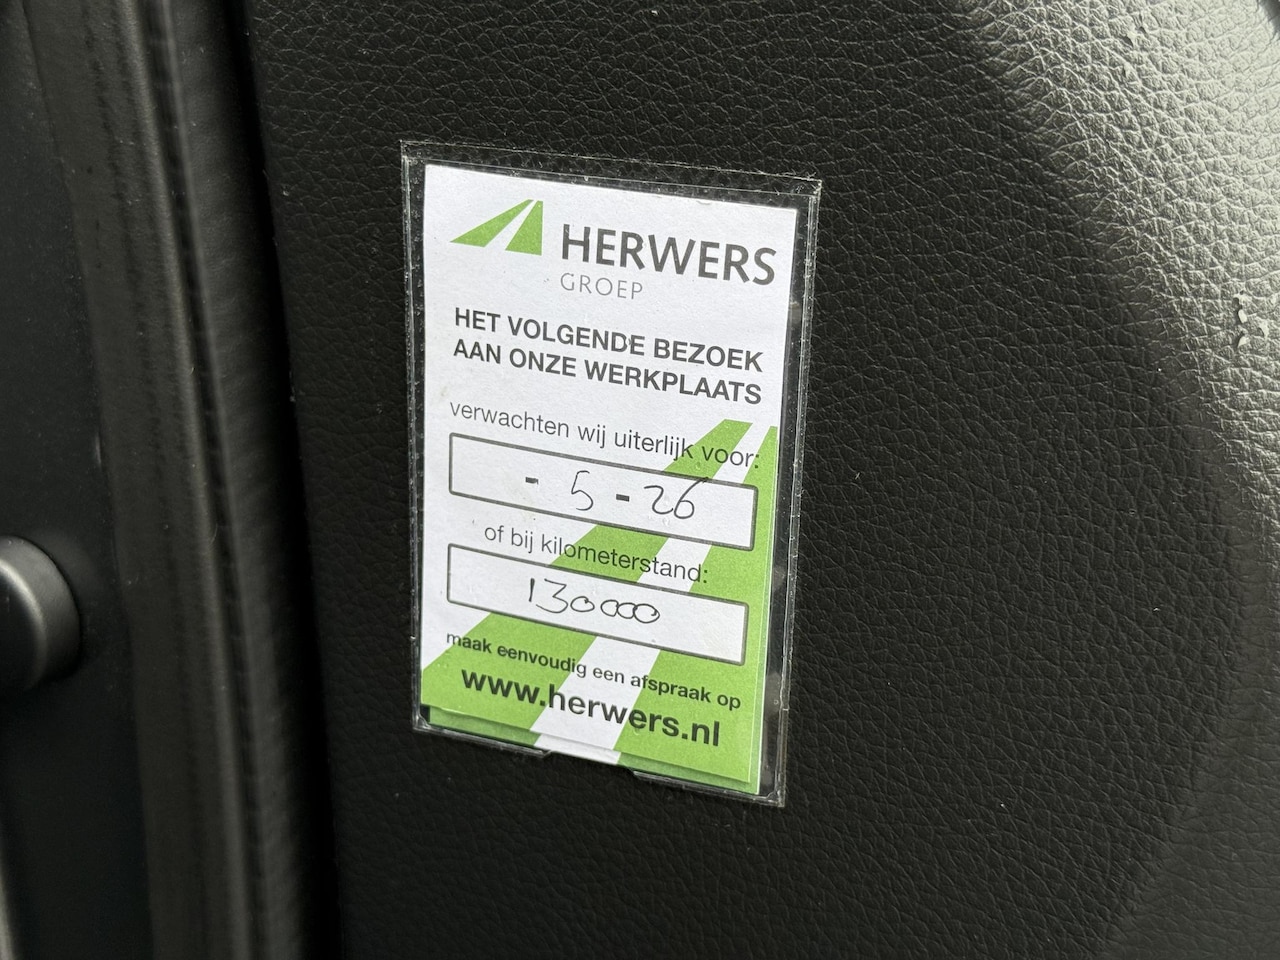 HERWERS
GROEP
HET VOLGENDE BEZOEK
AAN ONZE WERKPLAATS
verwachten wij uiterlijk voor:
- 5 - 26
of bij kilometerstand:
130000
maak eenvoudig een afspraak op
www.herwers.nl